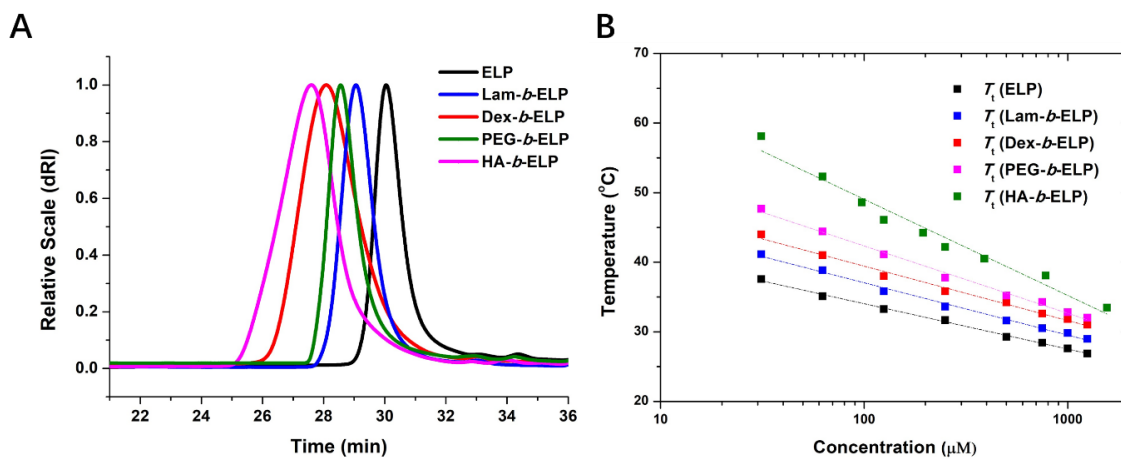 A
Relative Scale (dRI)
1.0
0.8
0.6
0.4
0.2
0.0
22 24 26 28 30 32 34 36
Time (min)
ELP
Lam-b-ELP
Dex-b-ELP
PEG-b-ELP
HA-b-ELP
B
Temperature (°C)
70
60
50
40
30
20
10 100 1000
Concentration (μM)
Tt (ELP)
Tt (Lam-b-ELP)
Tt (Dex-b-ELP)
Tt (PEG-b-ELP)
Tt (HA-b-ELP)